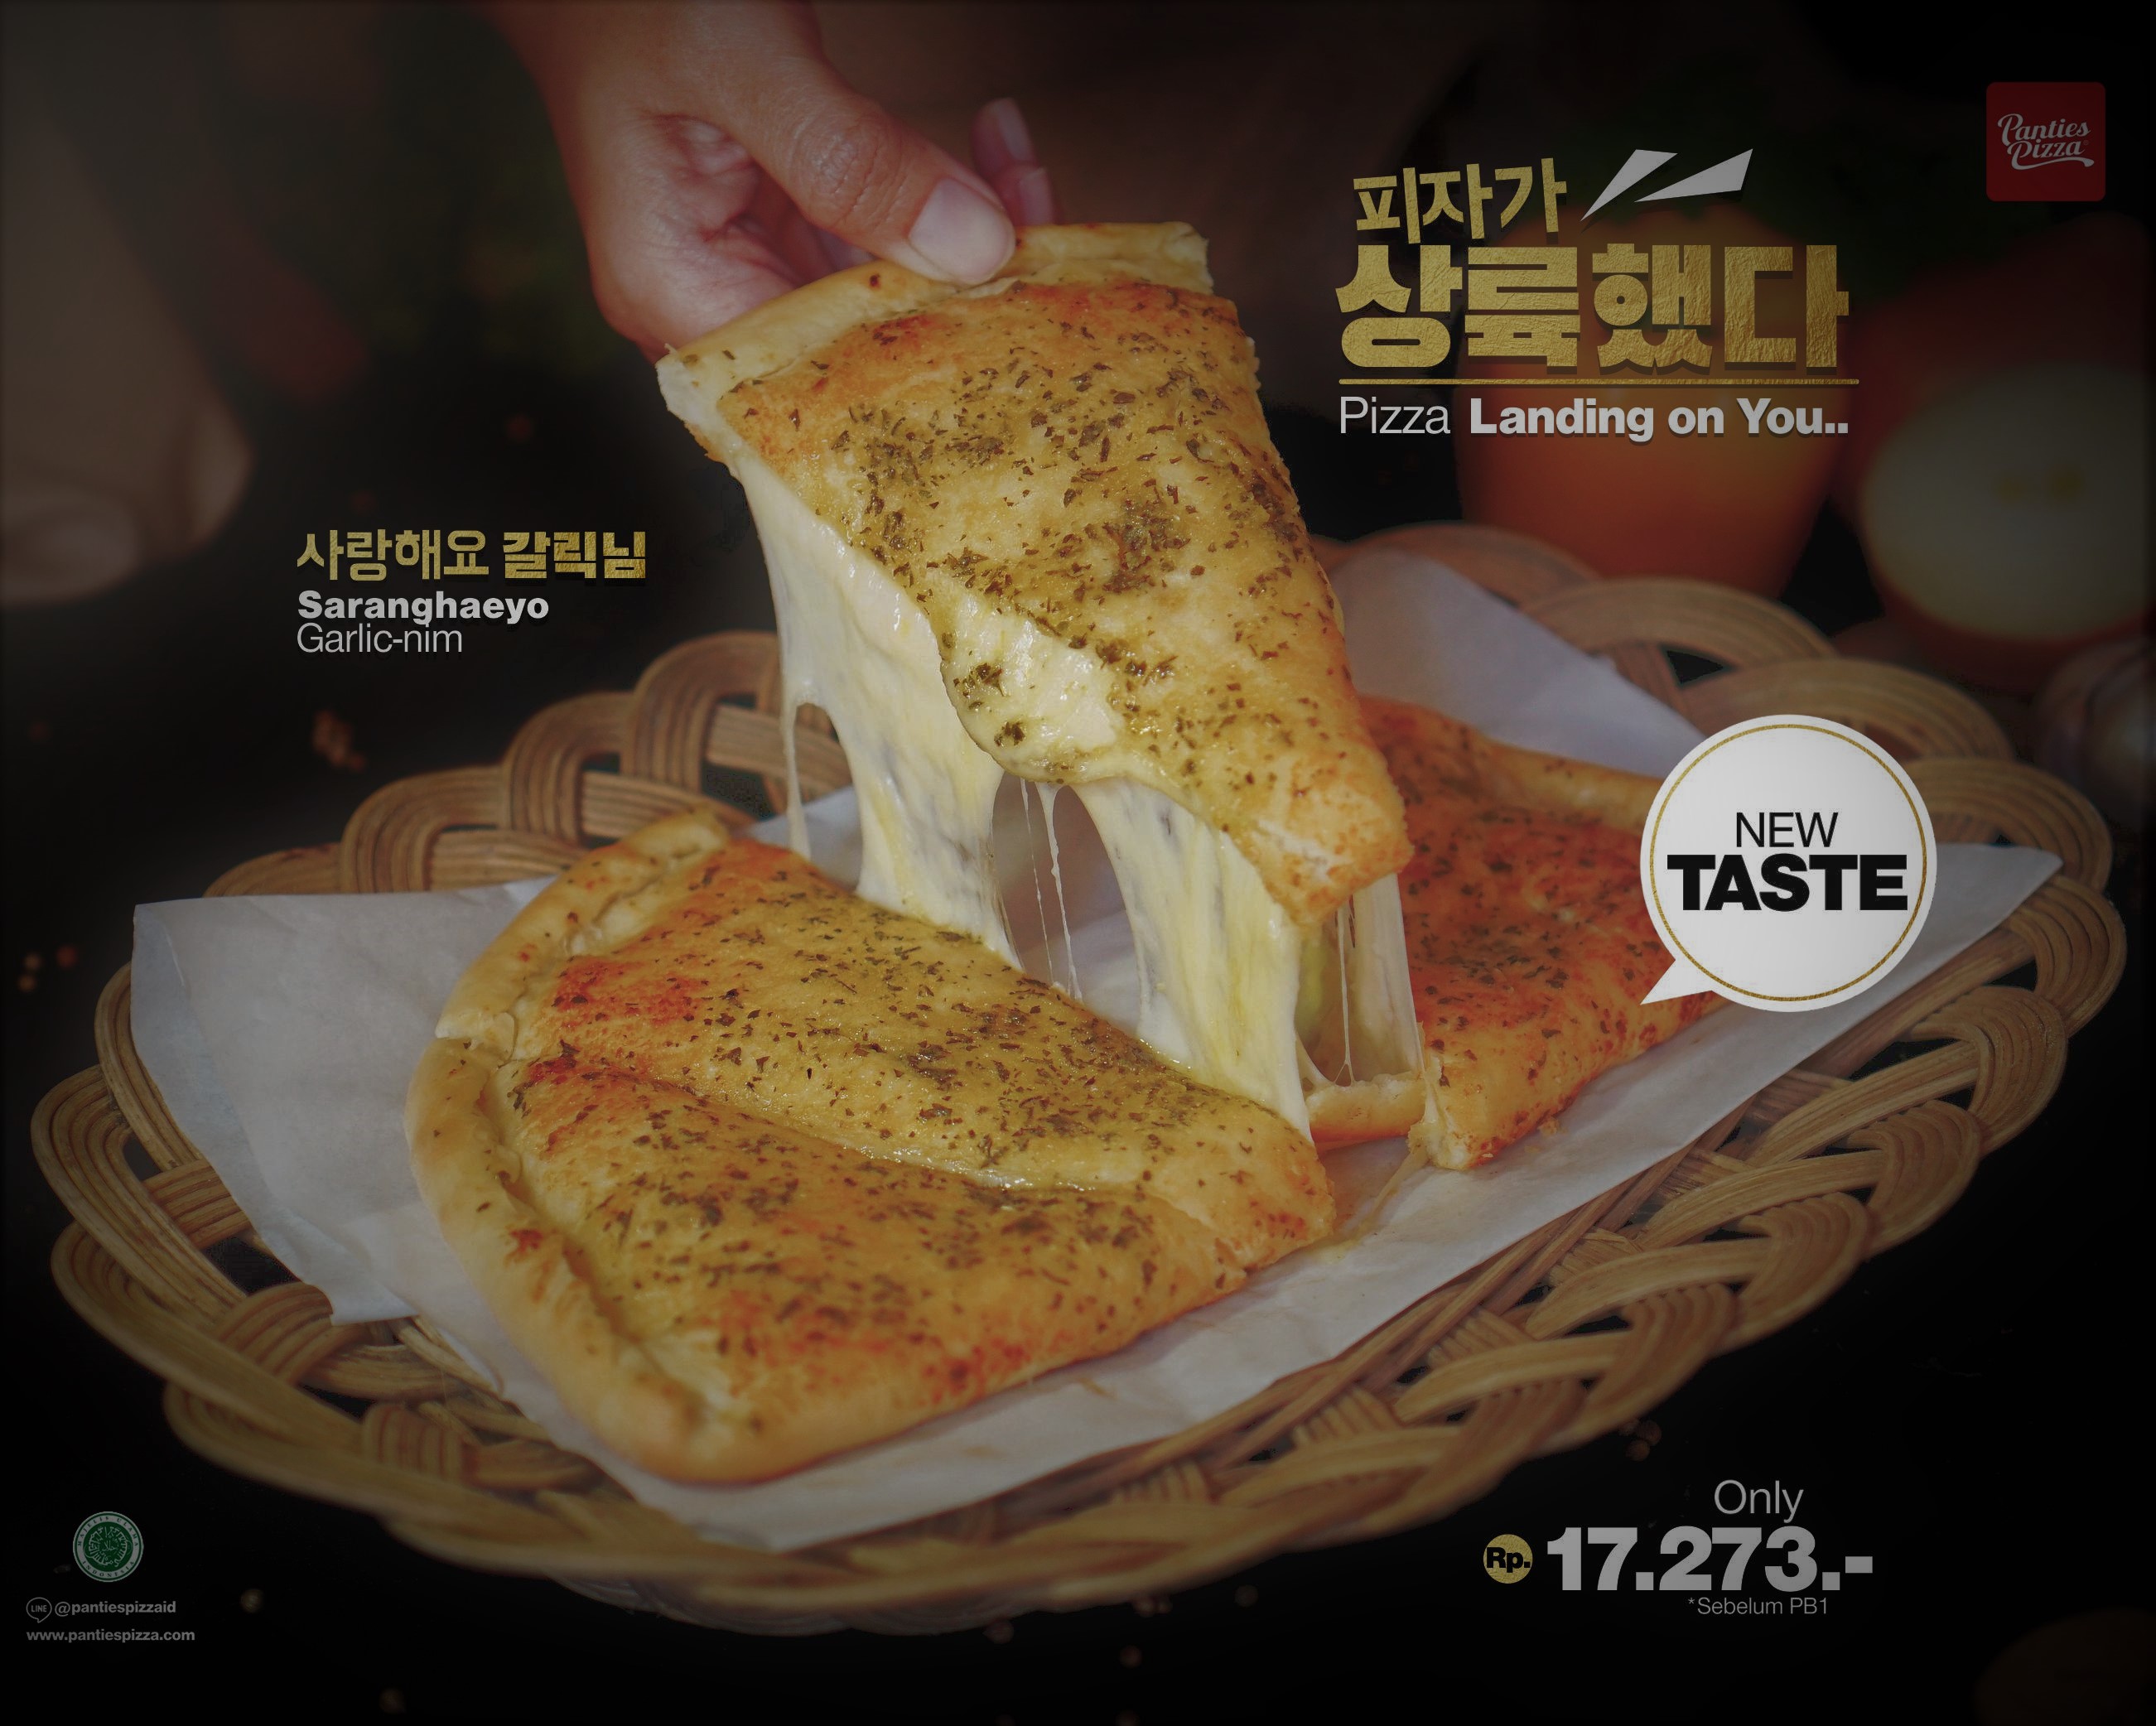 Panties
Pizza
피자가
상륙했다
Pizza Landing on You..
사랑해요 갈릭님
Saranghaeyo
Garlic-nim
NEW
TASTE
Only
Rp. 17.273.-
*Sebelum PB1
LINE @pantiespizzaid
www.pantiespizza.com